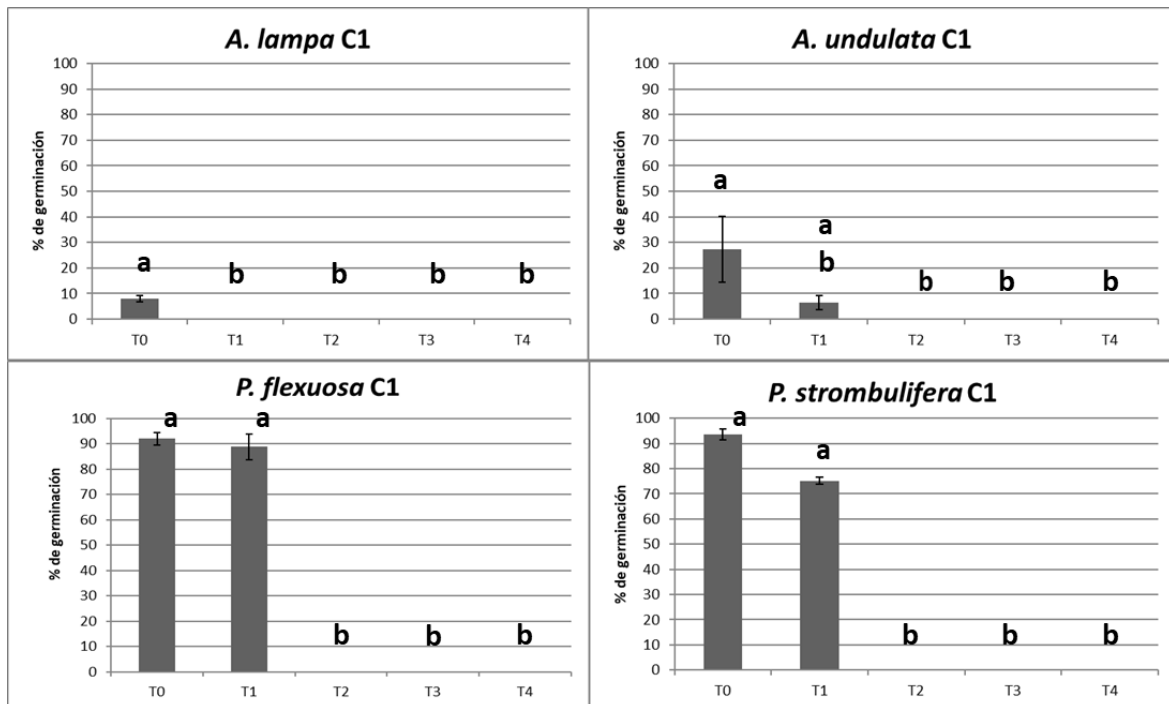 A. lampa C1
% de germinación
100
90
80
70
60
50
40
30
20
10
0
a
b
b
b
b
T0
T1
T2
T3
T4
A. undulata C1
% de germinación
100
90
80
70
60
50
40
30
20
10
0
a
a
b
b
b
b
T0
T1
T2
T3
T4
P. flexuosa C1
% de germinación
100
90
80
70
60
50
40
30
20
10
0
a
a
b
b
b
T0
T1
T2
T3
T4
P. strombulifera C1
% de germinación
100
90
80
70
60
50
40
30
20
10
0
a
a
b
b
b
T0
T1
T2
T3
T4